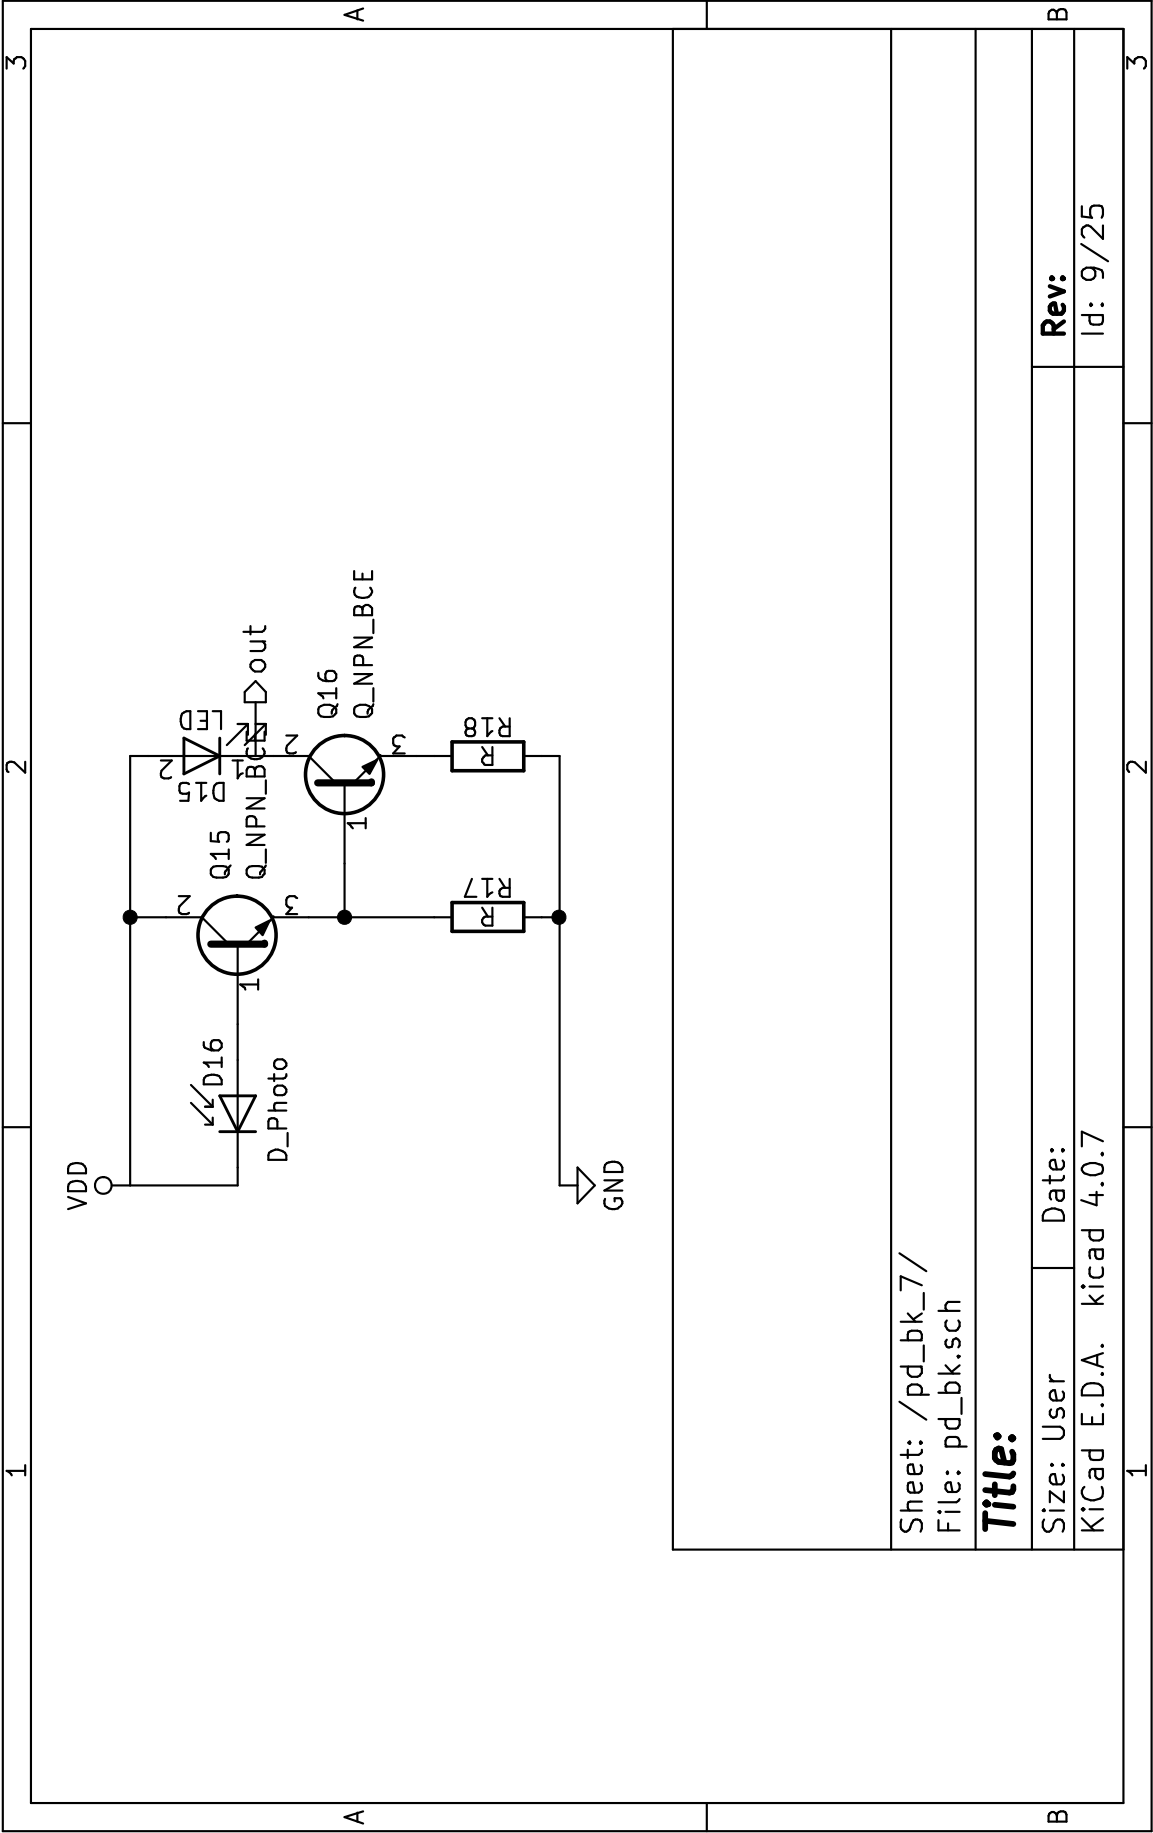 1
2
3
A
A
VDD
D16
D_Photo
1
2
3
Q15
Q_NPN_BCE
D15
LED
2
1
out
2
1
3
Q16
Q_NPN_BCE
R17
R
R18
R
GND
Sheet: /pd_bk_7/
File: pd_bk.sch
Title:
Size: User
Date:
Rev:
KiCad E.D.A. kicad 4.0.7
Id: 9/25
B
B
1
2
3